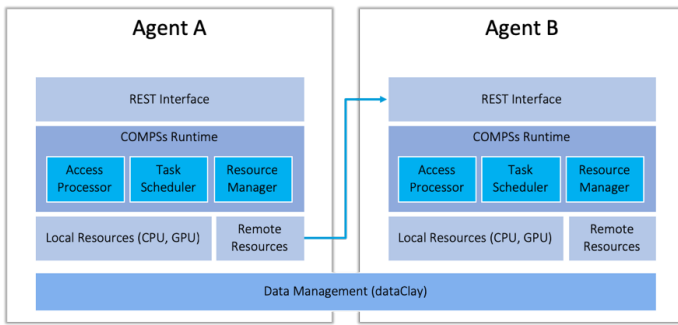 Agent A
REST Interface
COMPSs Runtime
Access
Processor
Task
Scheduler
Resource
Manager
Local Resources (CPU, GPU)
Remote
Resources
Agent B
REST Interface
COMPSs Runtime
Access
Processor
Task
Scheduler
Resource
Manager
Local Resources (CPU, GPU)
Remote
Resources
Data Management (dataClay)